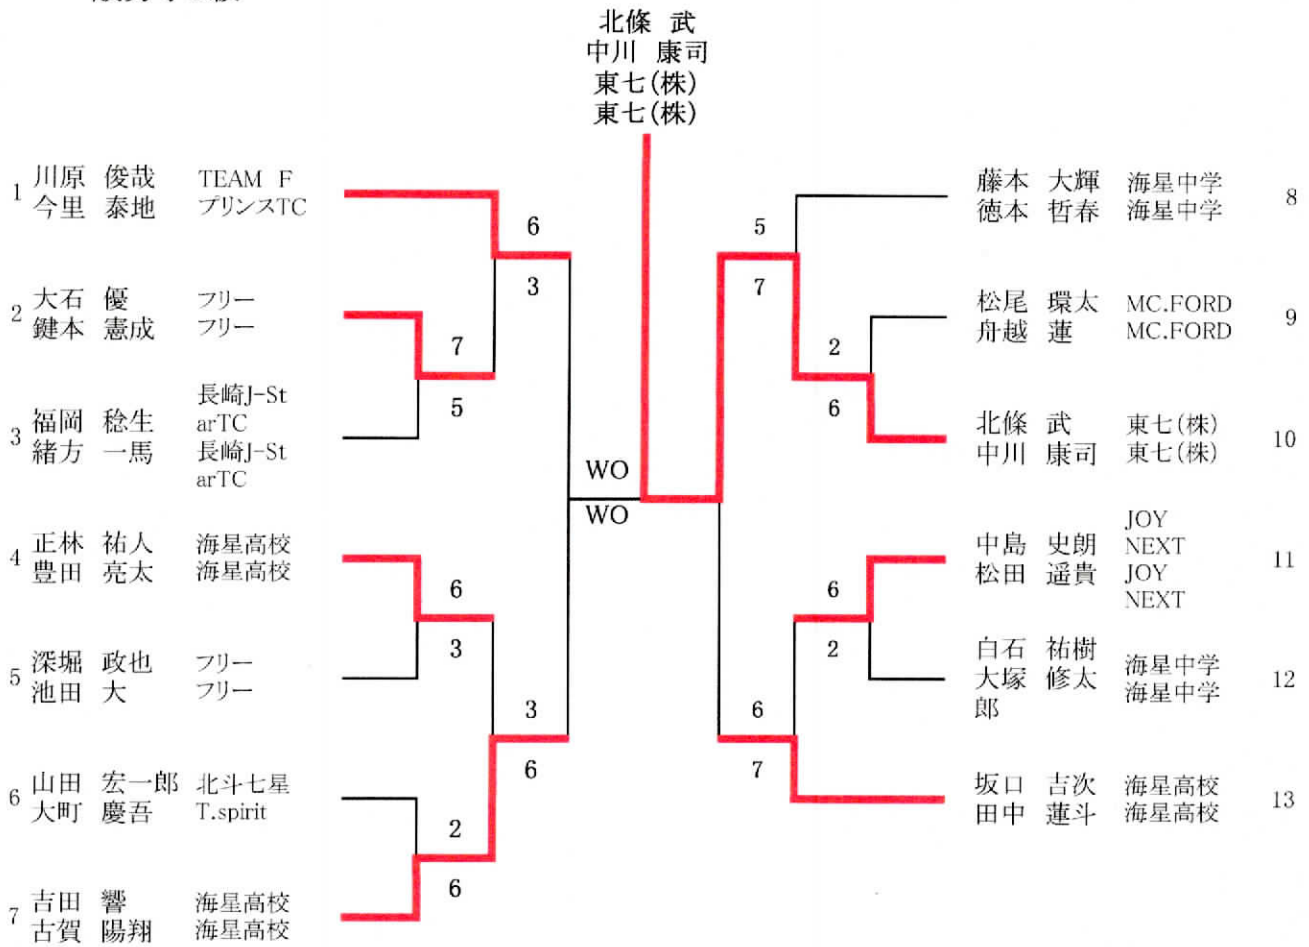 北條 武
中川 康司
東七(株)
東七(株)
1 川原 俊哉 TEAM F
今里 泰地 プリンスTC
2 大石 優 フリー
鍵本 憲成 フリー
3 福岡 稔生 長崎J-St
arTC
緒方 一馬 長崎J-St
arTC
4 正林 祐人 海星高校
豊田 亮太 海星高校
5 深堀 政也 フリー
池田 大 フリー
6 山田 宏一郎 北斗七星
大町 慶吾 T.spirit
7 吉田 響 海星高校
古賀 陽翔 海星高校
6
3
7
5
6
3
3
6
2
6
WO
WO
5
7
2
6
6
2
6
7
藤本 大輝 海星中学 8
徳本 哲春 海星中学
松尾 環太 MC.FORD 9
舟越 蓮 MC.FORD
北條 武 東七(株) 10
中川 康司 東七(株)
中島 史朗 JOY
NEXT 11
松田 遥貴 JOY
NEXT
白石 祐樹 海星中学 12
大塚 修太
郎 海星中学
坂口 吉次 海星高校 13
田中 蓮斗 海星高校